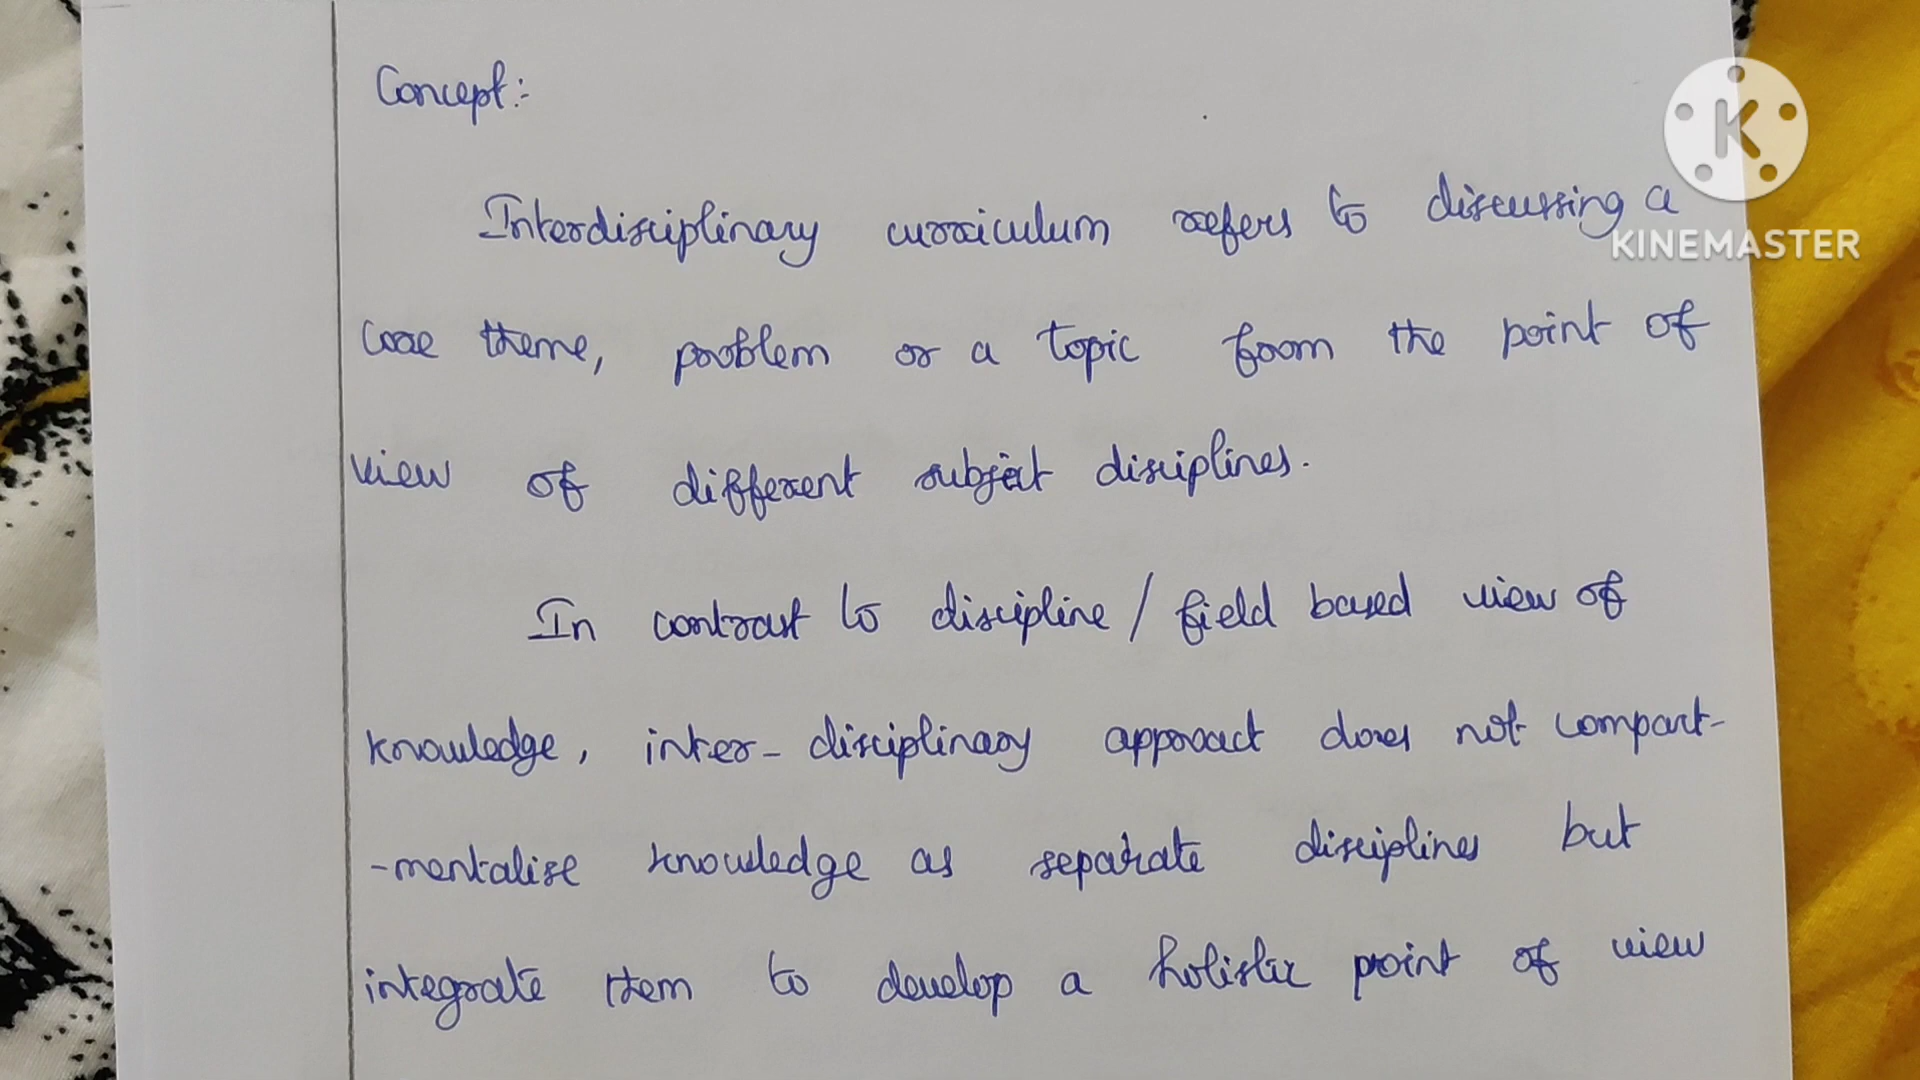 Concept:-
Interdisciplinary curriculum refers to discussing a
core theme, problem or a topic from the point of
view of different subject disciplines.
In contrast to discipline / field based view of
knowledge, inter-disciplinary approact does not compart-
-mentalise knowledge as separate disciplines but
integrate them to develop a holistic point of view
K
KINEMASTER